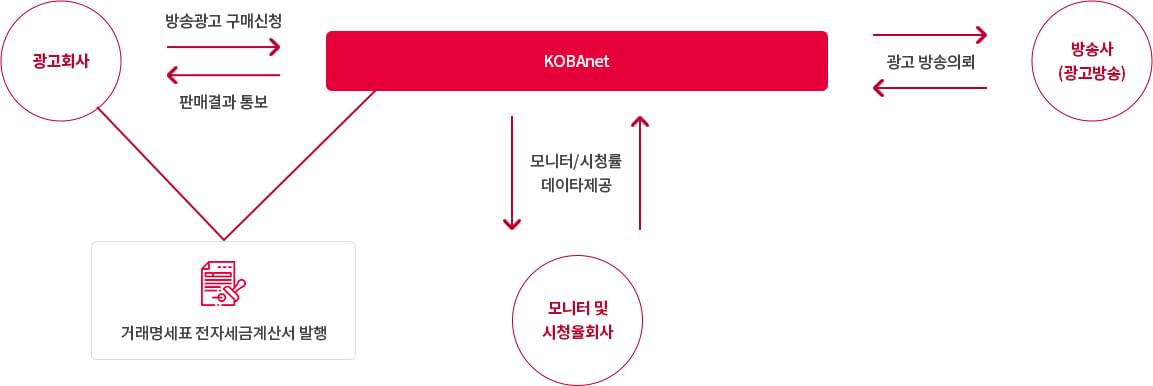 방송광고 구매신청
광고회사
판매결과 통보
KOBAnet
광고 방송의뢰
방송사
(광고방송)
모니터/시청률
데이타제공
거래명세표 전자세금계산서 발행
모니터 및
시청율회사